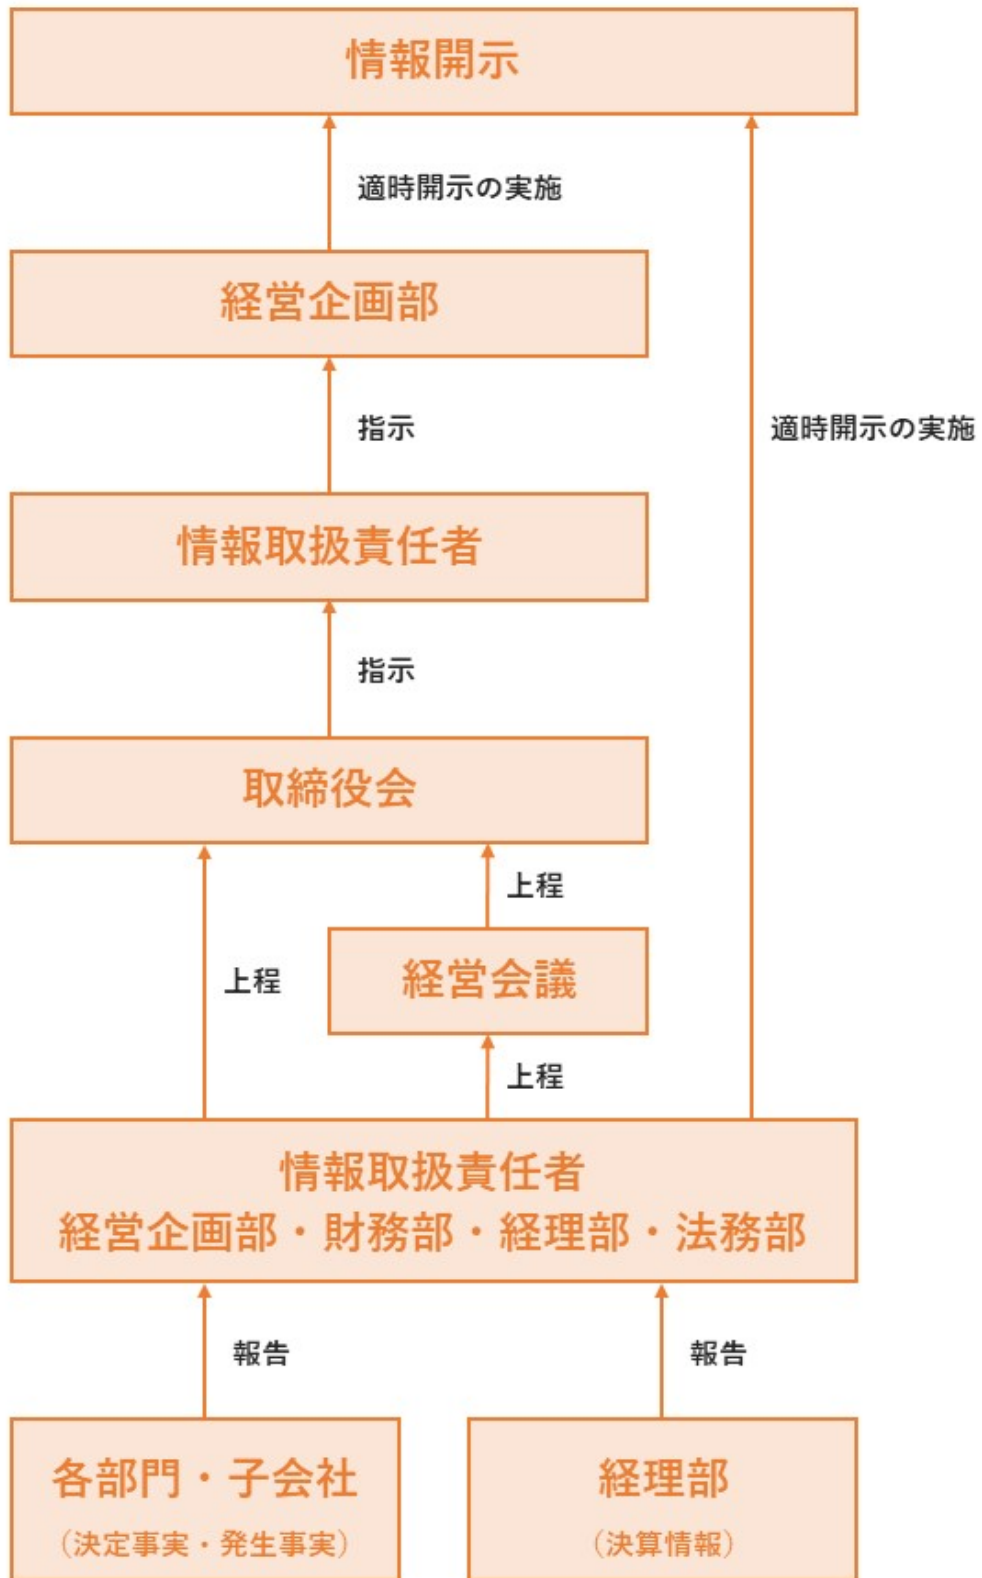 情報開示
適時開示の実施
経営企画部
指示
適時開示の実施
情報取扱責任者
指示
取締役会
上程
上程
経営会議
上程
情報取扱責任者
経営企画部・財務部・経理部・法務部
報告
報告
各部門・子会社
（決定事実・発生事実）
経理部
（決算情報）